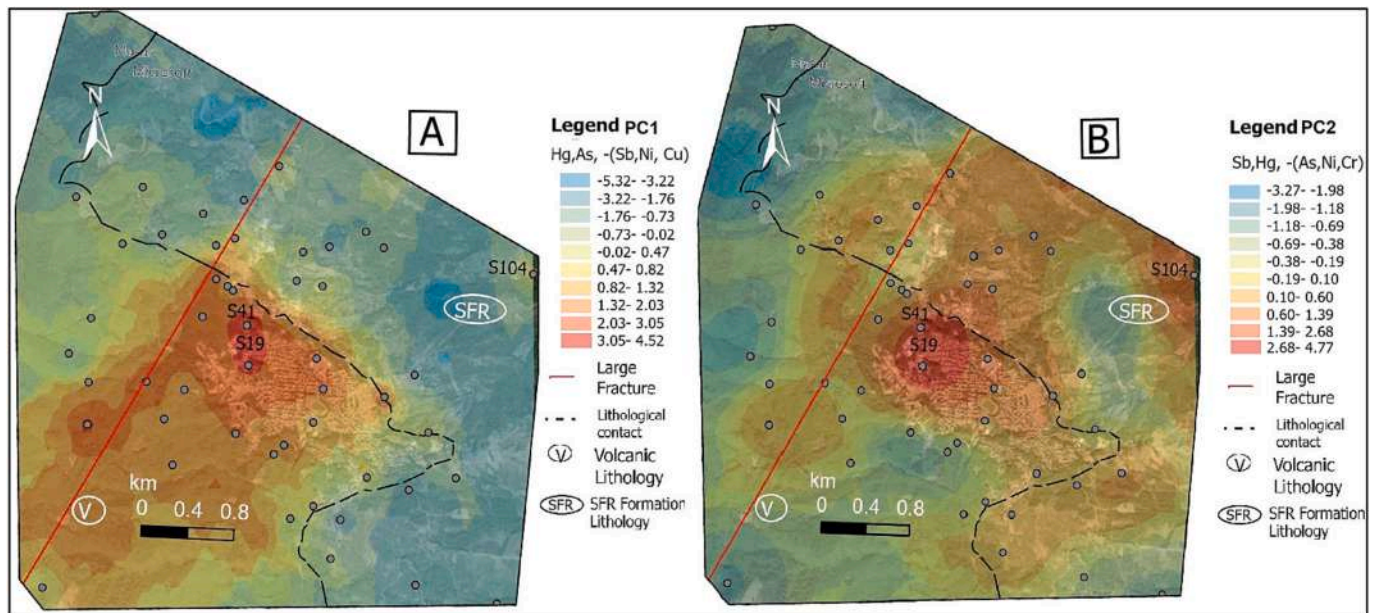 A
N
Legend PC1
Hg,As, -(Sb,Ni, Cu)
-5.32- -3.22
-3.22- -1.76
-1.76- -0.73
-0.73- -0.02
-0.02- 0.47
0.47- 0.82
0.82- 1.32
1.32- 2.03
2.03- 3.05
3.05- 4.52
Large
Fracture
Lithological
contact
V Volcanic
Lithology
SFR SFR Formation
Lithology
S104
SFR
S41
S19
km
V
0 0.4 0.8
B
N
Legend PC2
Sb,Hg, -(As,Ni,Cr)
-3.27- -1.98
-1.98- -1.18
-1.18- -0.69
-0.69- -0.38
-0.38- -0.19
-0.19- 0.10
0.10- 0.60
0.60- 1.39
1.39- 2.68
2.68- 4.77
Large
Fracture
Lithological
contact
V Volcanic
Lithology
SFR SFR Formation
Lithology
S104
SFR
S41
S19
km
V
0 0.4 0.8